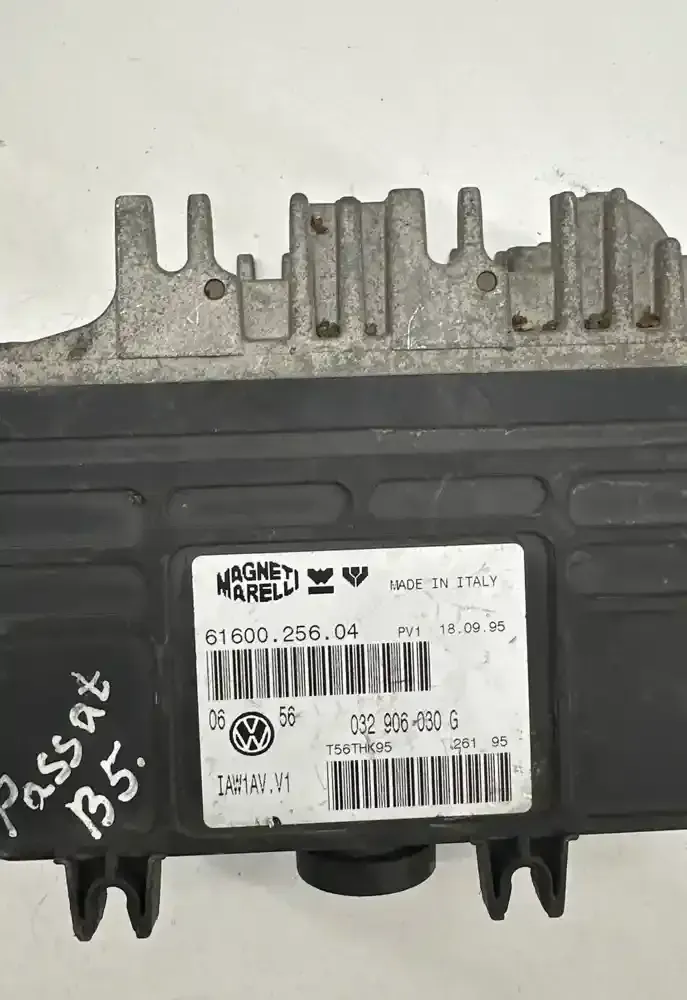 MAGNETI
MARELLI
MADE IN ITALY
61600.256.04
PV1 18.09.95
06 56
032 906 030 G
T56THK95 261 95
IAW1AV.V1
Passat
B5.